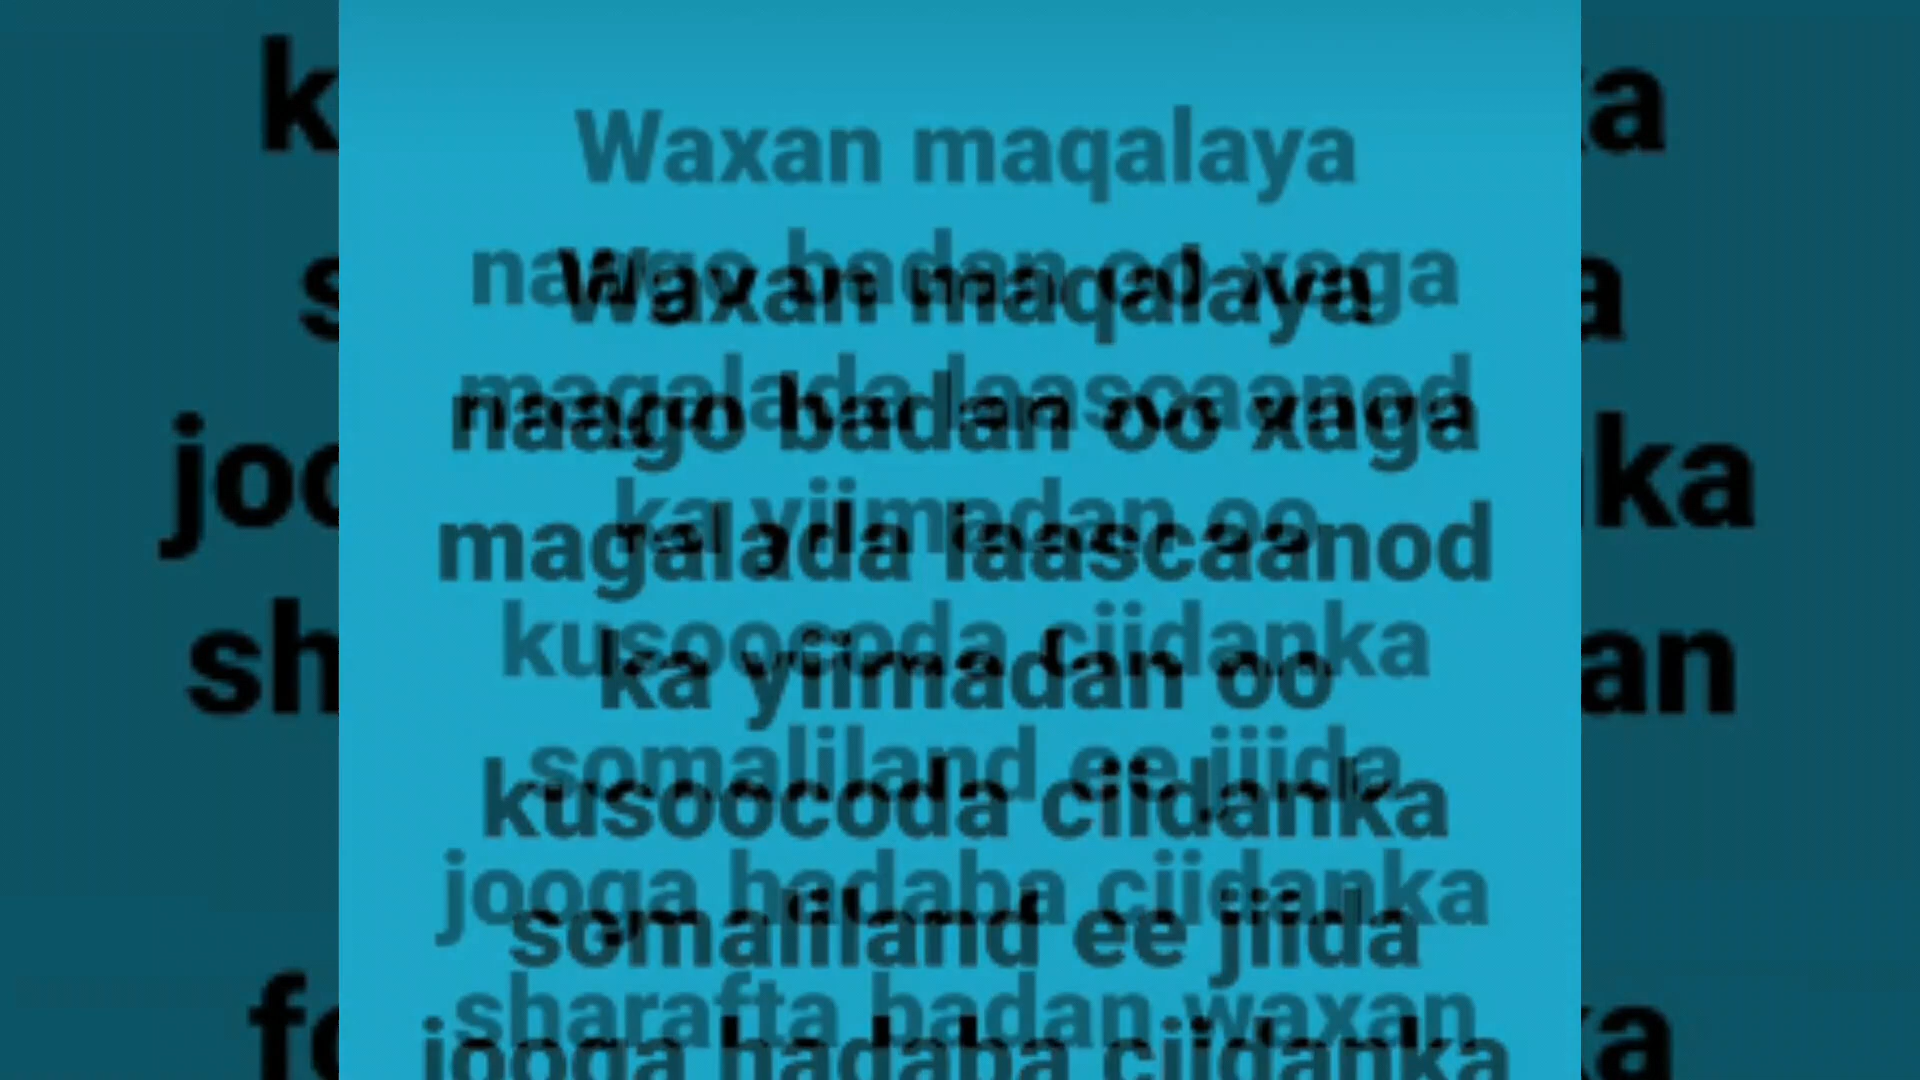 Waxan maqalaya
naago badan oo xaga
magalada laascaanod
ka yiimadan oo
kusoocoda ciidanka
somaliland ee jiida
jooga hadaba ciidanka
sharafta badan waxan